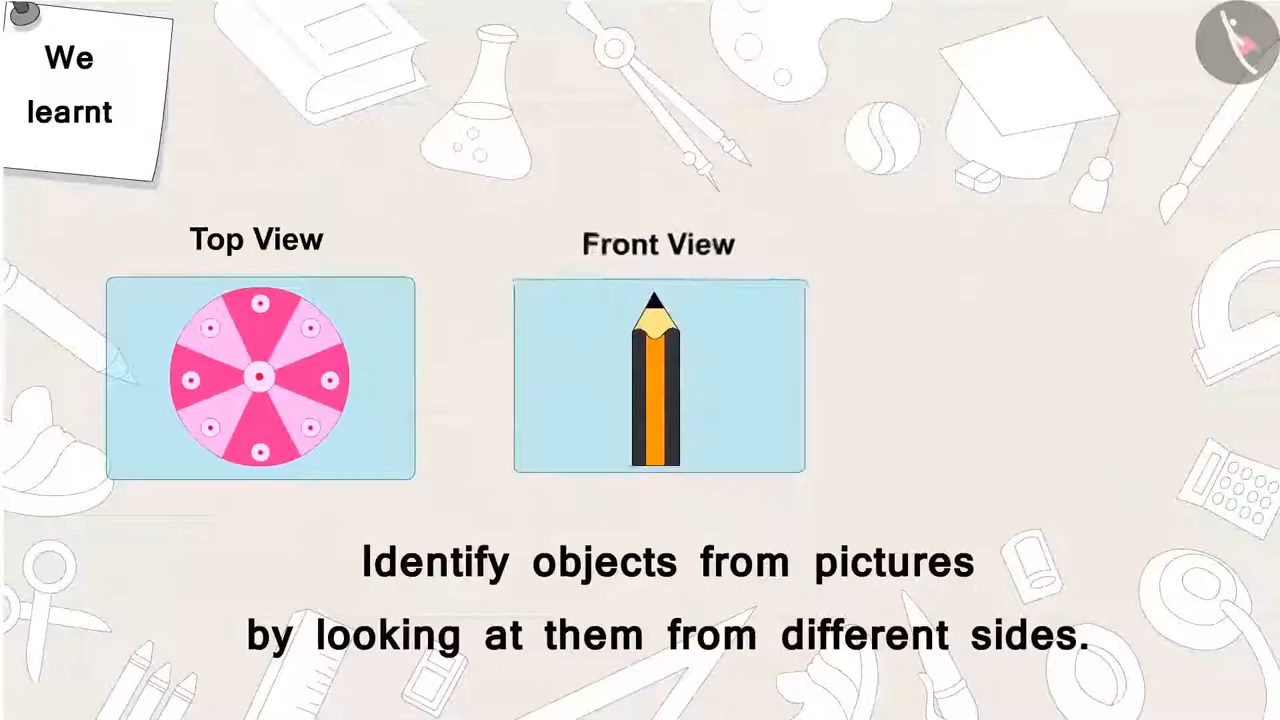 We
learnt
Top View
Front View
Identify objects from pictures
by looking at them from different sides.